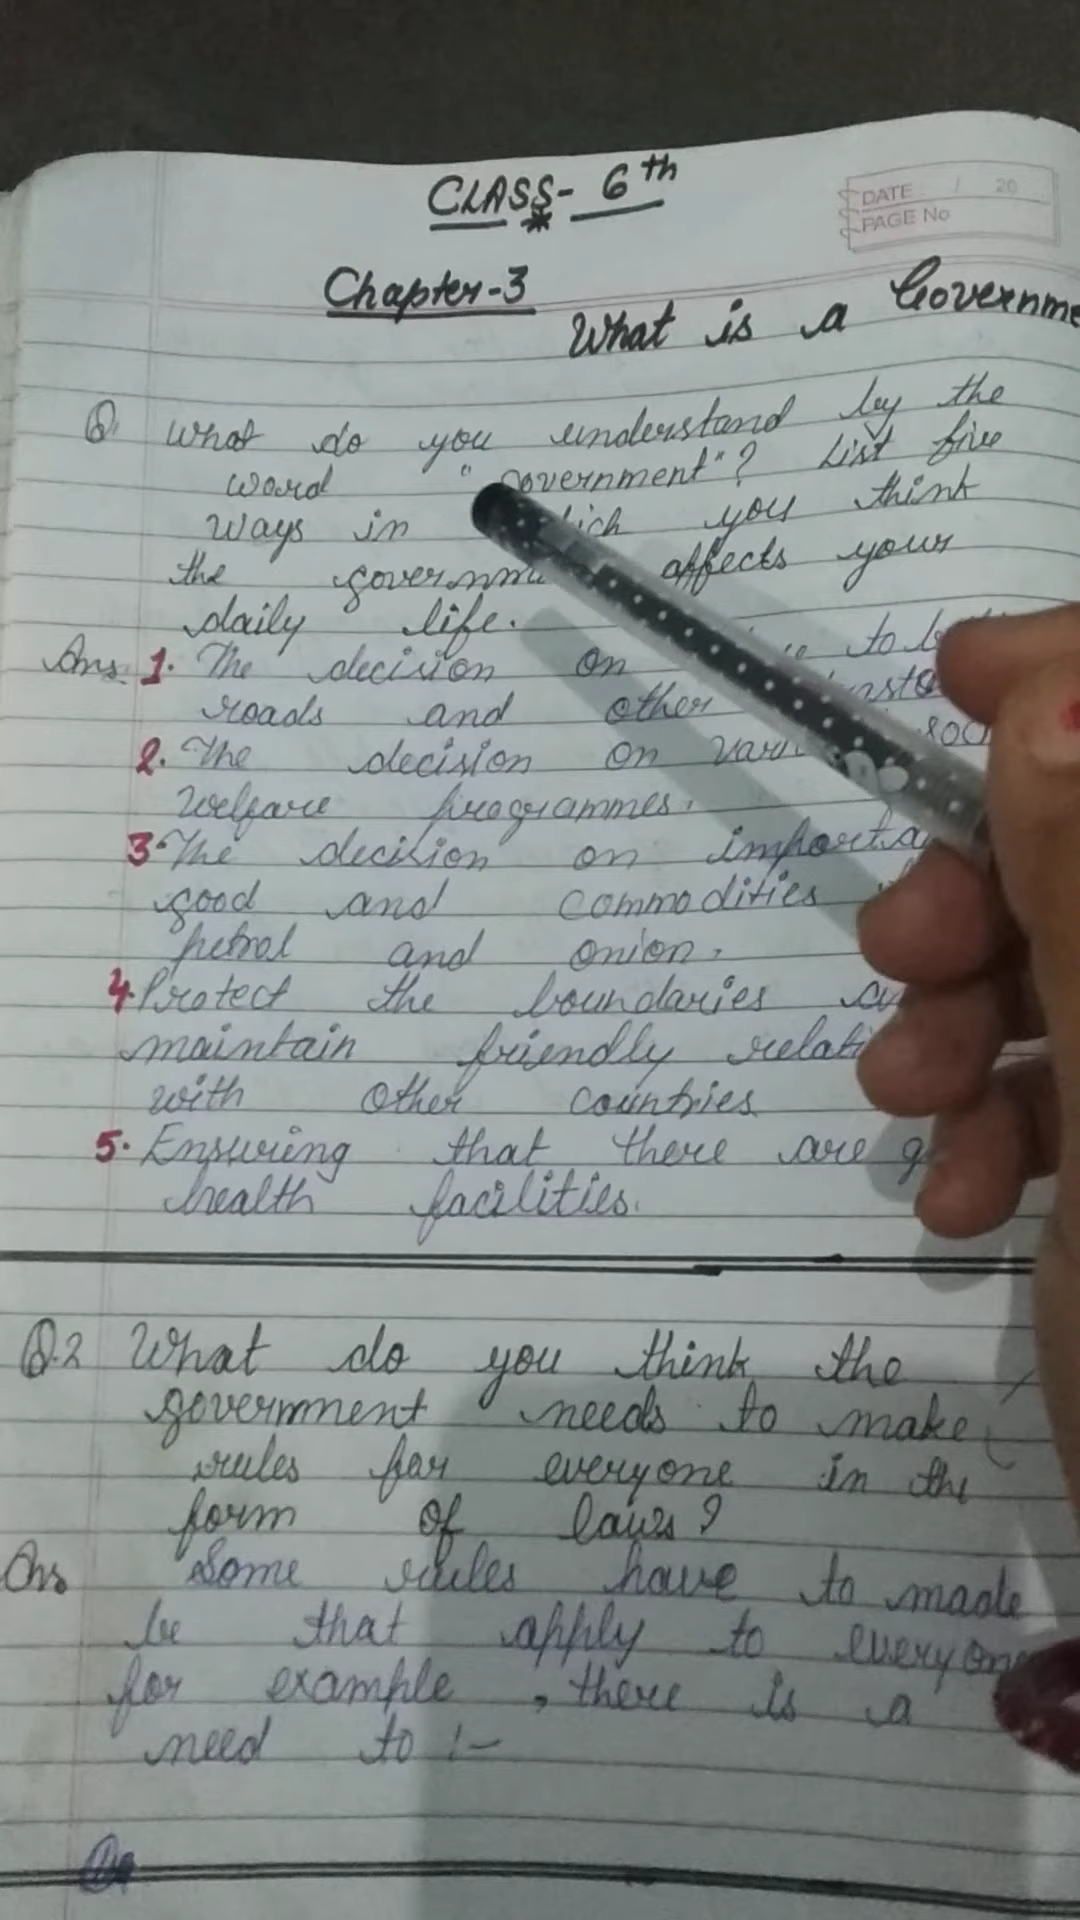 CLASS- 6th
DATE / 20
PAGE No
Chapter-3
What is a Governme
Q. What do you understand by the
word "Government"? List five
ways in which you think
the government affects your
daily life.
Ans. 1. The decision on to
roads and other
2. The decision on
welfare programmes.
3. The decision on importa
good and commodities
petrol and onion.
4. Protect the boundaries
maintain friendly relati
with other countries
5. Ensuring that there are g
health facilities.
Q.2 What do you think the
government needs to make
rules for everyone in the
form of laws?
Ans Some rules have to made
be that apply to everyone
for example, there is a
need to :-